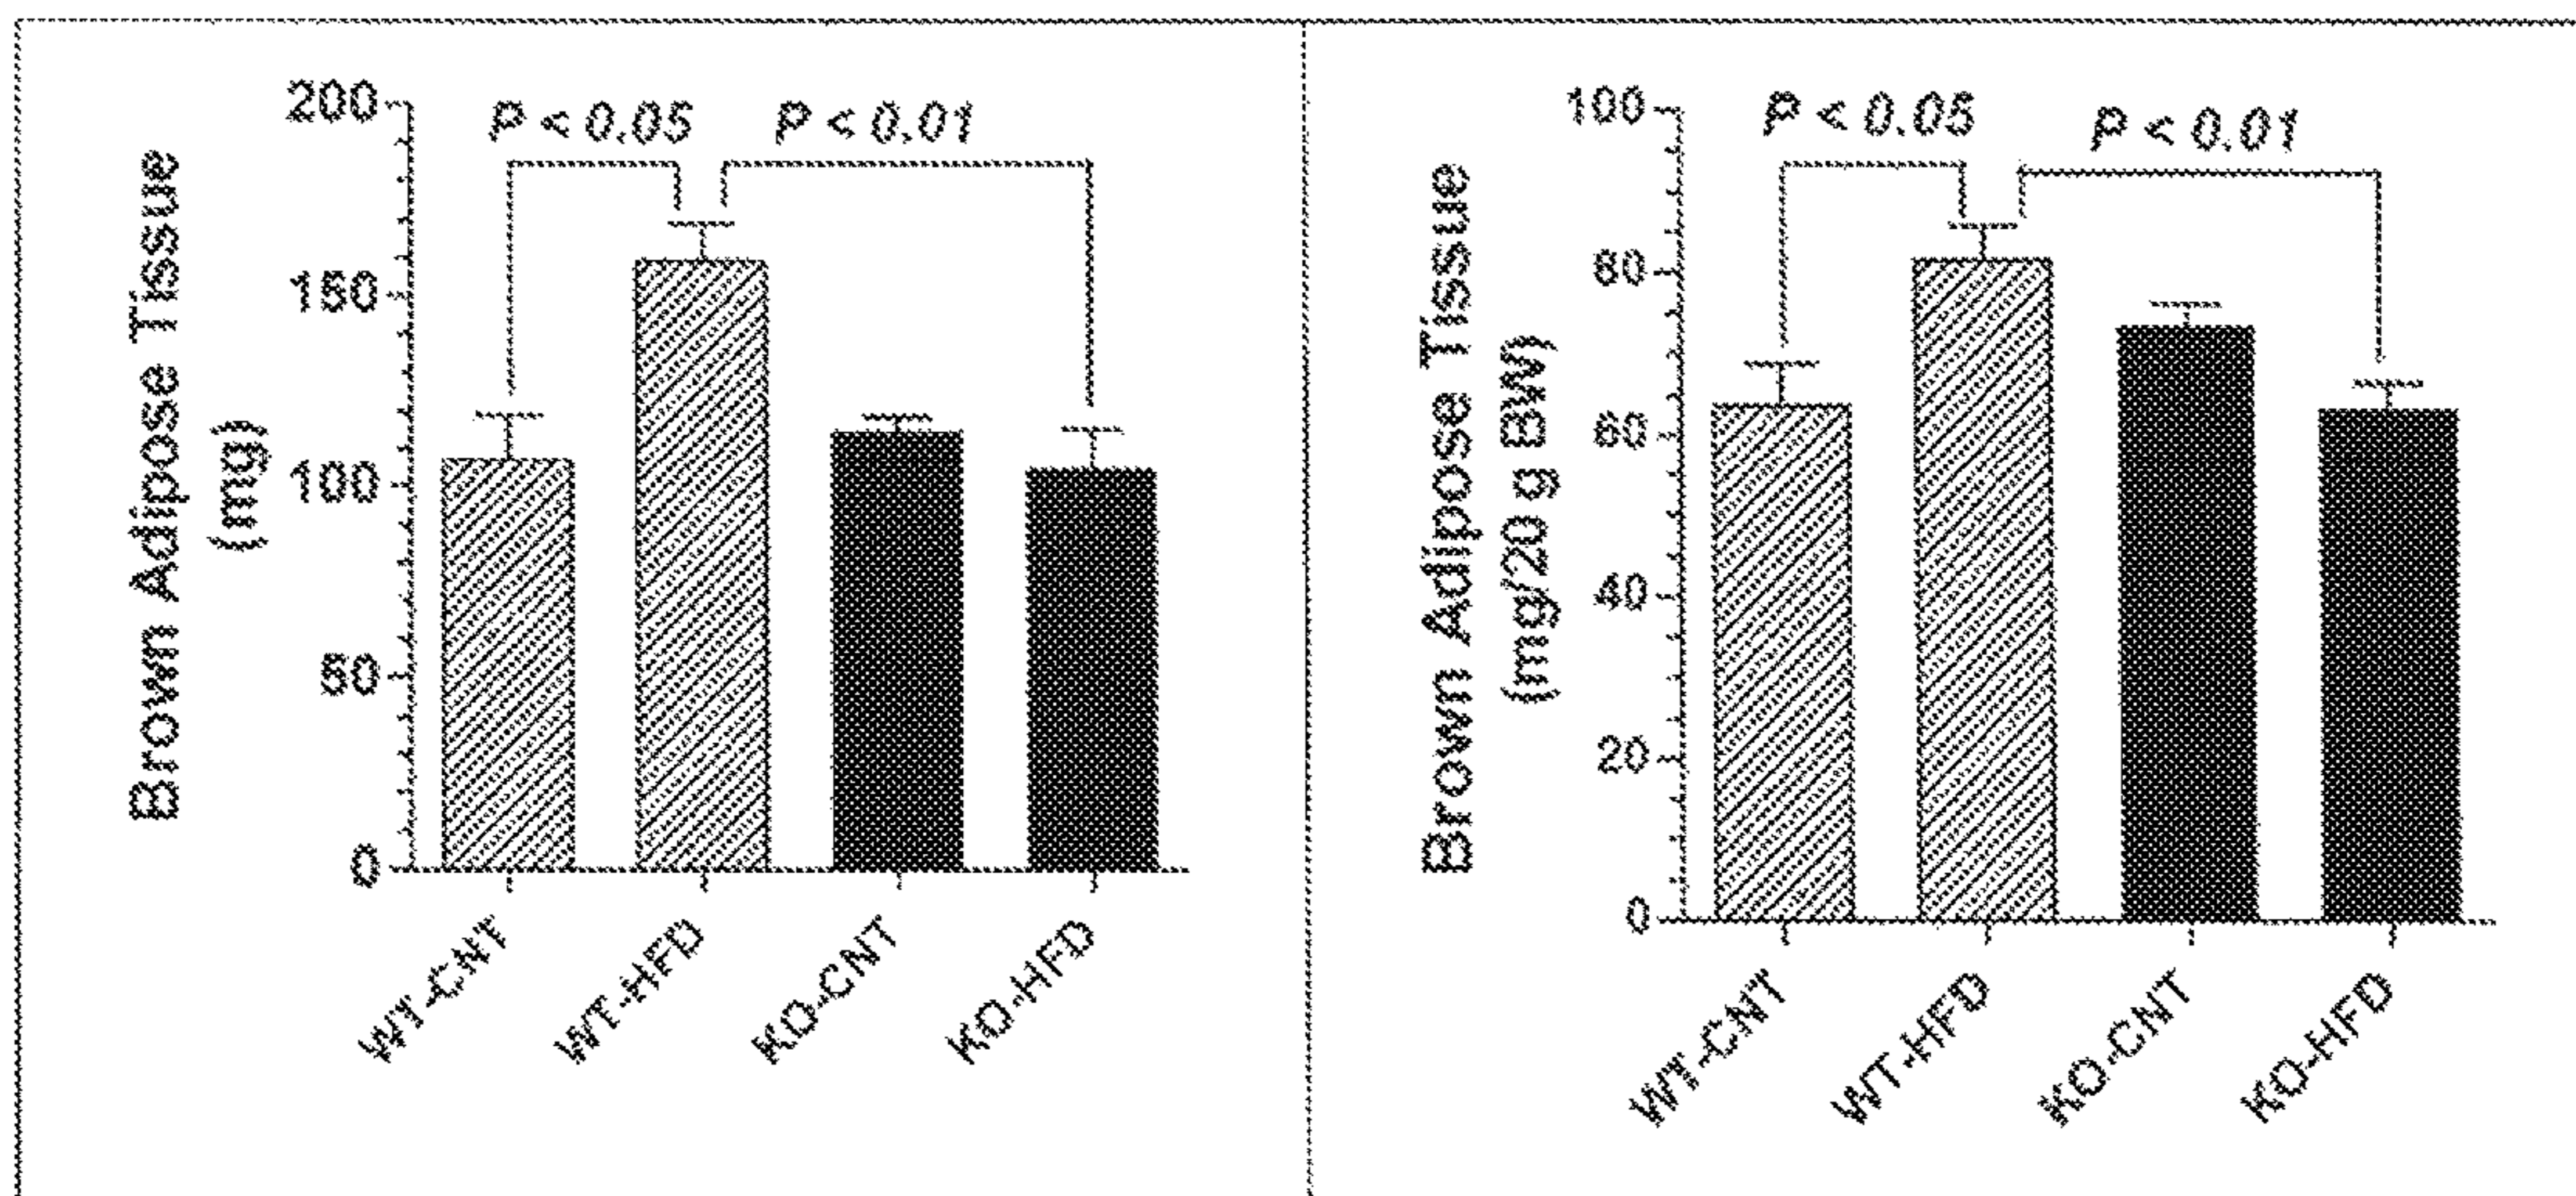 Brown Adipose Tissue
(mg)
200
150
100
50
0
P < 0.05
P < 0.01
WT-CNT
WT-HFD
KO-CNT
KO-HFD
Brown Adipose Tissue
(mg/20 g BW)
100
80
60
40
20
0
P < 0.05
P < 0.01
WT-CNT
WT-HFD
KO-CNT
KO-HFD